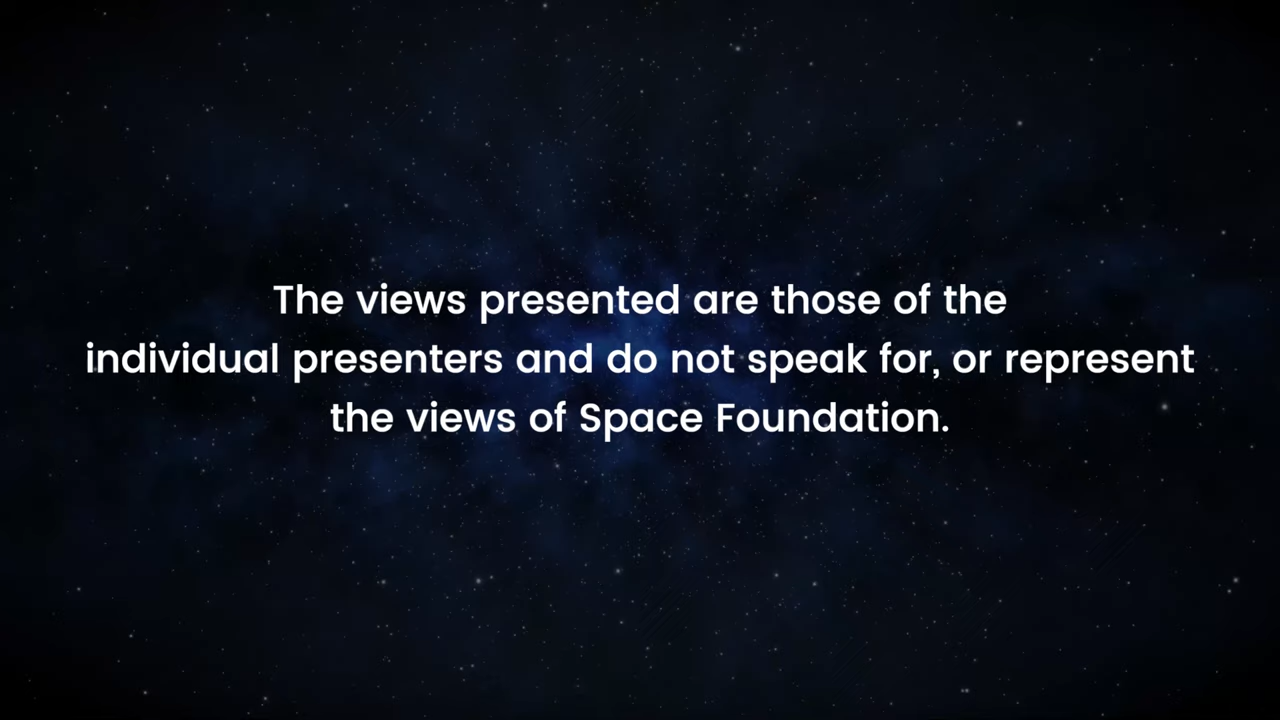 The views presented are those of the
individual presenters and do not speak for, or represent
the views of Space Foundation.